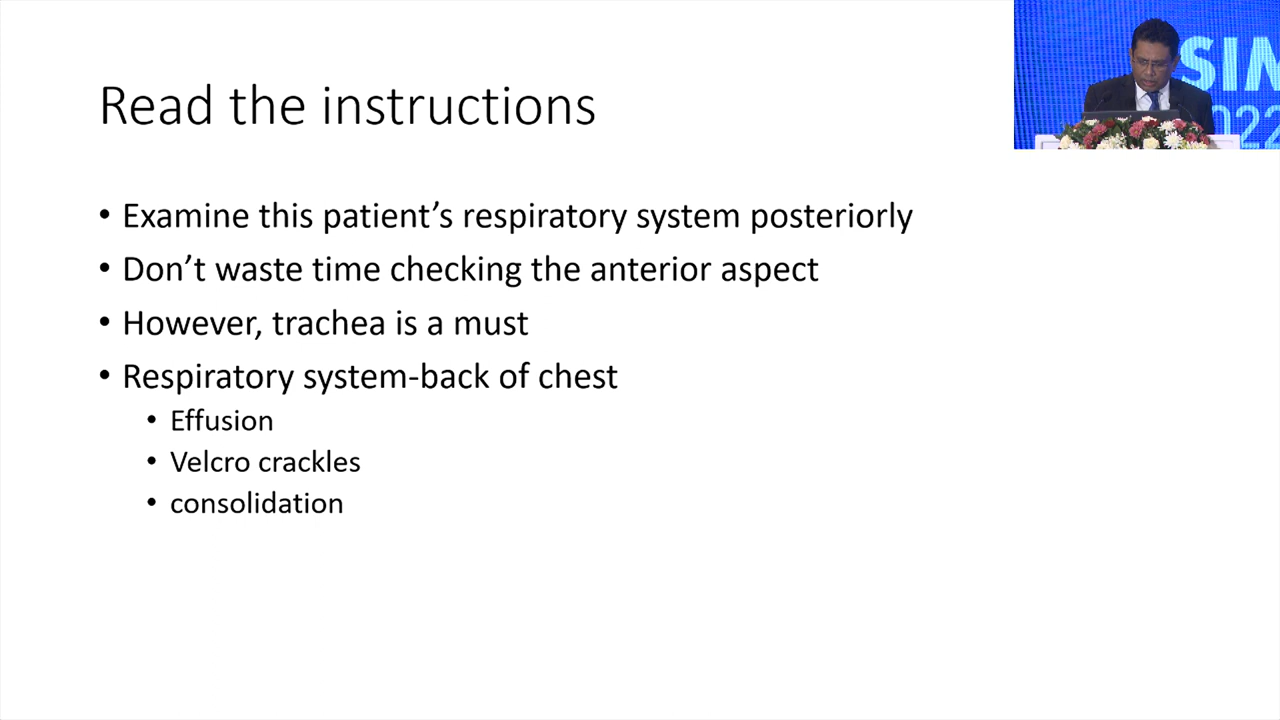 Read the instructions
• Examine this patient's respiratory system posteriorly
• Don't waste time checking the anterior aspect
• However, trachea is a must
• Respiratory system-back of chest
• Effusion
• Velcro crackles
• consolidation